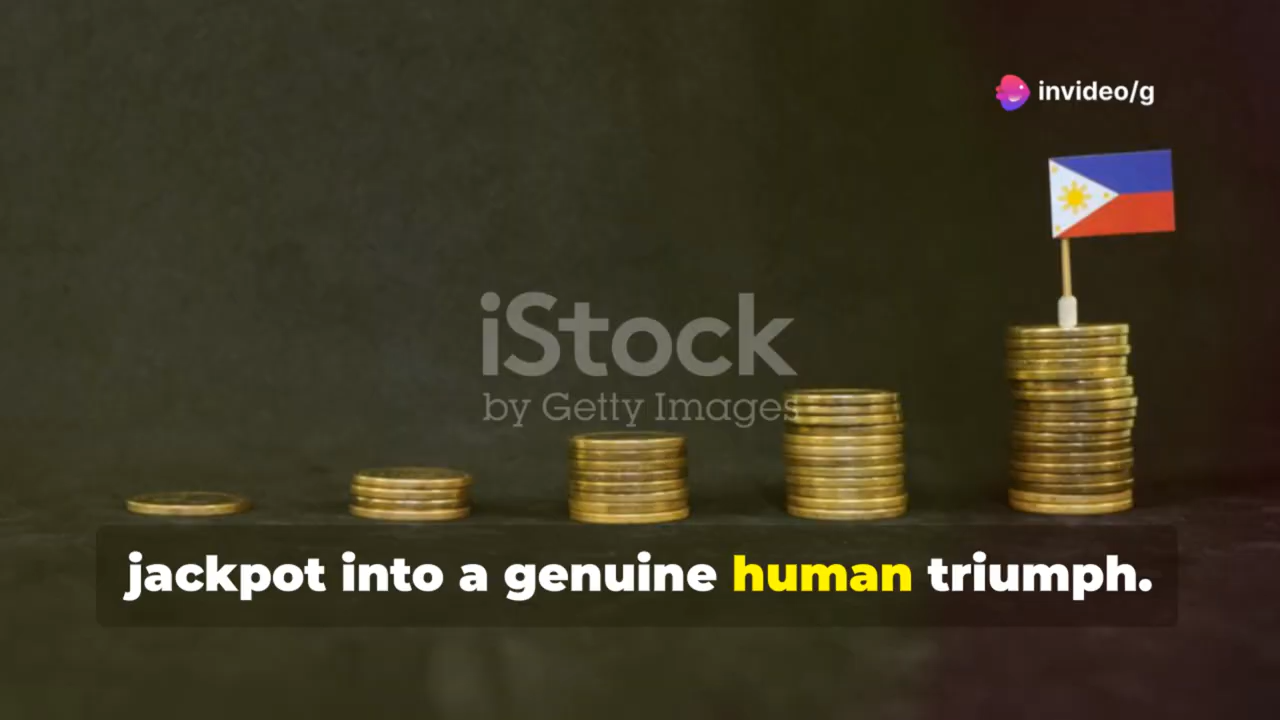 invideo/g
iStock
by Getty Images
jackpot into a genuine human triumph.